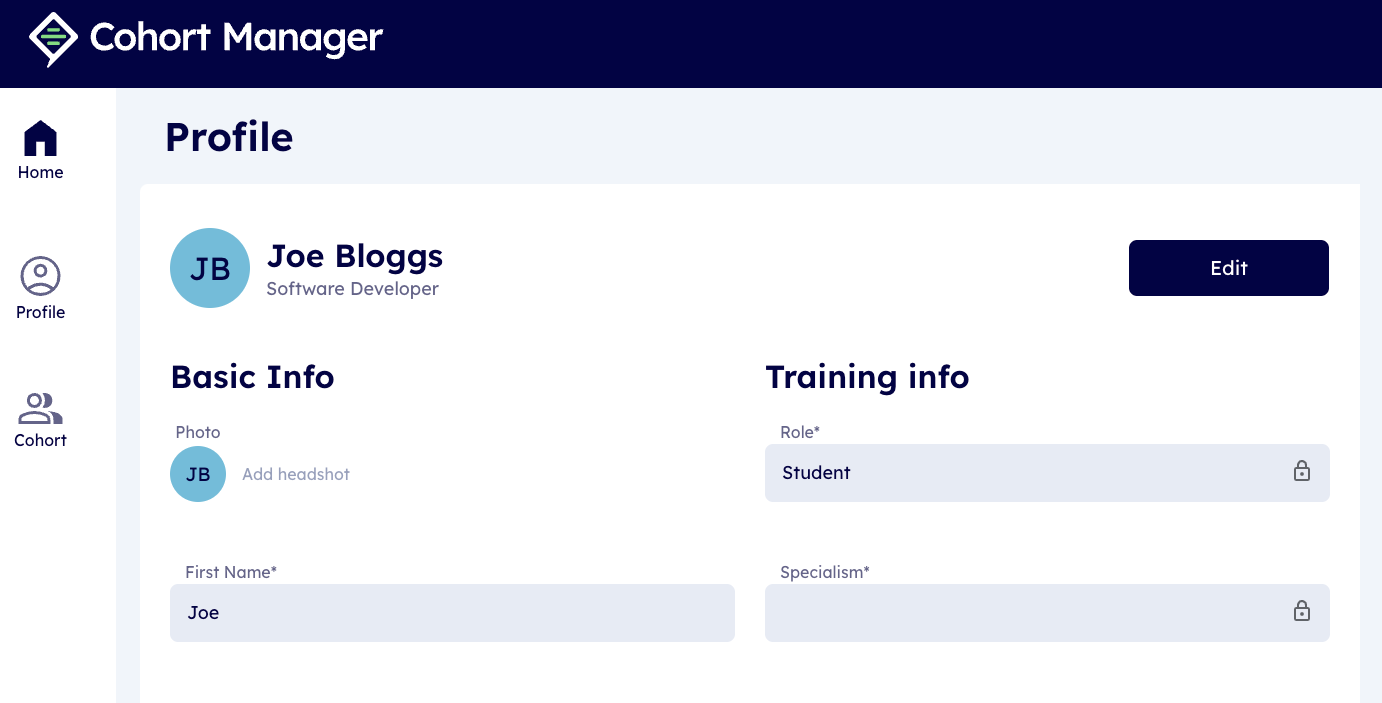 Cohort Manager
Home
Profile
Cohort
Profile
JB
Joe Bloggs
Software Developer
Edit
Basic Info
Photo
JB
Add headshot
First Name*
Joe
Training info
Role*
Student
Specialism*